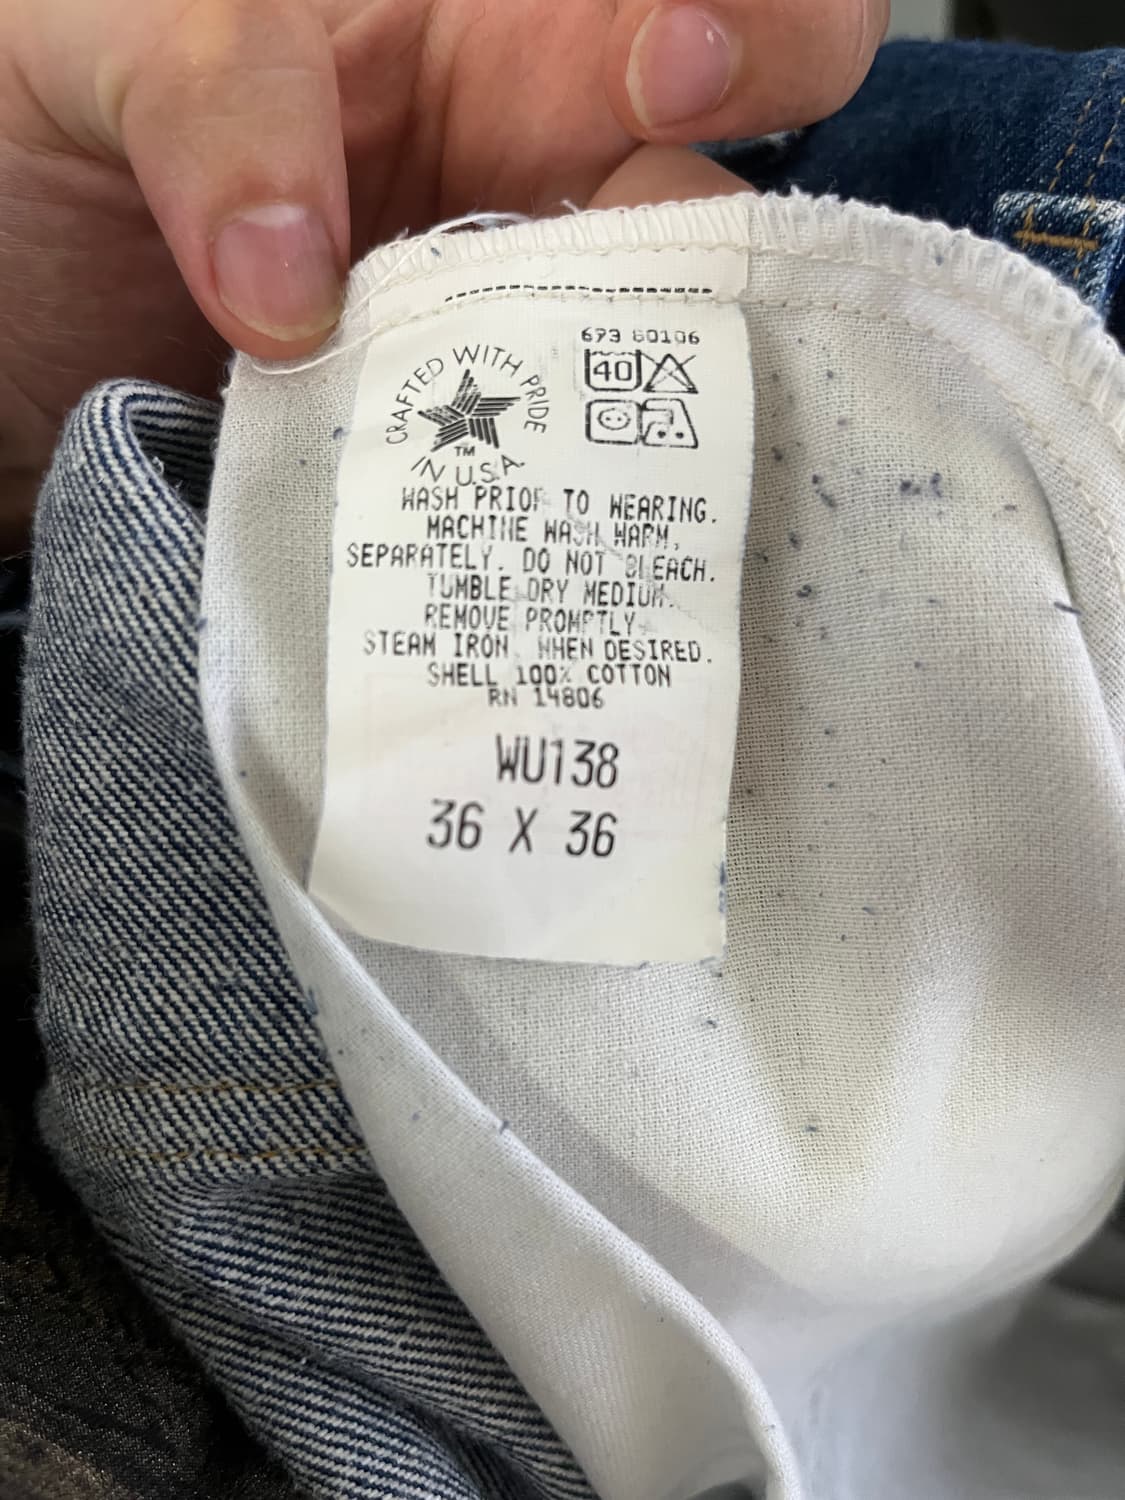 693 60106
40
CRAFTED WITH PRIDE
TM
IN U.S.A.
WASH PRIOR TO WEARING.
MACHINE WASH WARM,
SEPARATELY. DO NOT BLEACH.
TUMBLE DRY MEDIUM.
REMOVE PROMPTLY
STEAM IRON WHEN DESIRED.
SHELL 100% COTTON
RN 14806
WU138
36 X 36